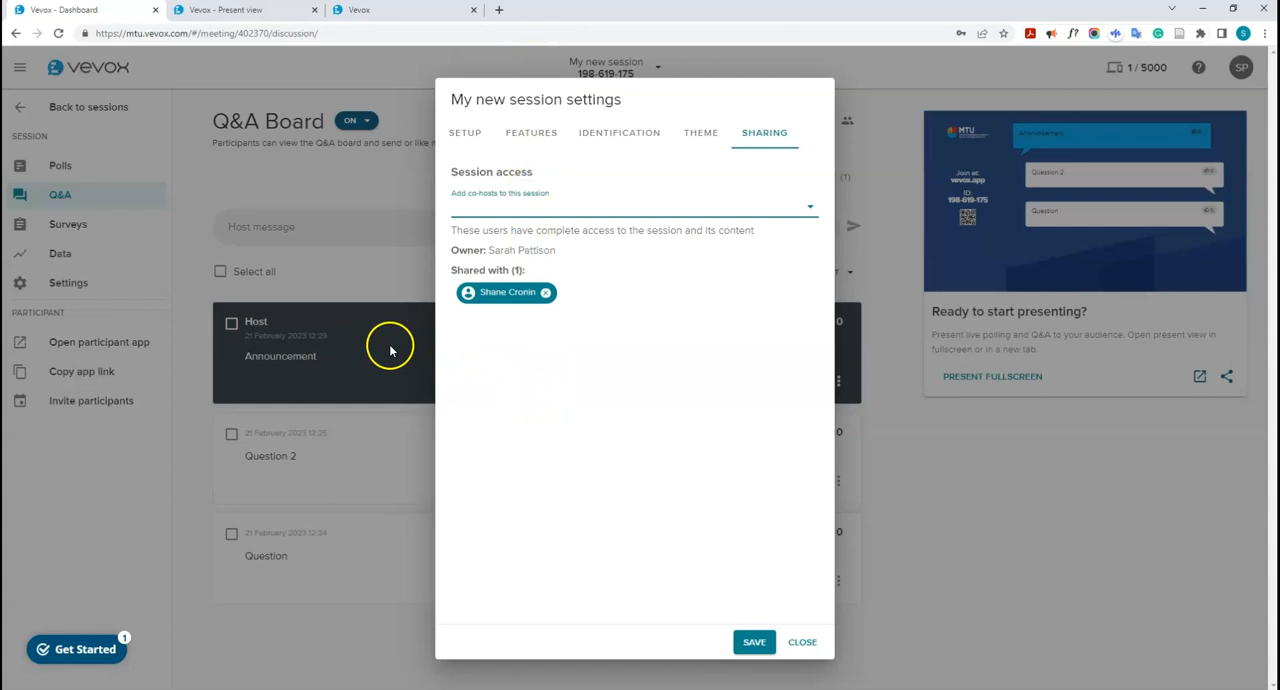 Vevox - Dashboard
Vevox - Present view
Vevox
https://mtu.vevox.com/#/meeting/402370/discussion/
vevox
My new session
198-619-175
1 / 5000
SP
Back to sessions
SESSION
Polls
Q&A
Surveys
Data
Settings
PARTICIPANT
Open participant app
Copy app link
Invite participants
Get Started
1
Q&A Board
ON
Participants can view the Q&A board and send or like
(1)
Host message
Select all
Host
21 February 2023 12:29
Announcement
0
21 February 2023 12:25
Question 2
0
21 February 2023 12:24
Question
0
My new session settings
SETUP
FEATURES
IDENTIFICATION
THEME
SHARING
Session access
Add co-hosts to this session
These users have complete access to the session and its content
Owner: Sarah Pattison
Shared with (1):
Shane Cronin
SAVE
CLOSE
MTU
Join at:
vevox.app
ID:
198-619-175
Announcement
Question 2
Question
Ready to start presenting?
Present live polling and Q&A to your audience. Open present view in
fullscreen or in a new tab.
PRESENT FULLSCREEN